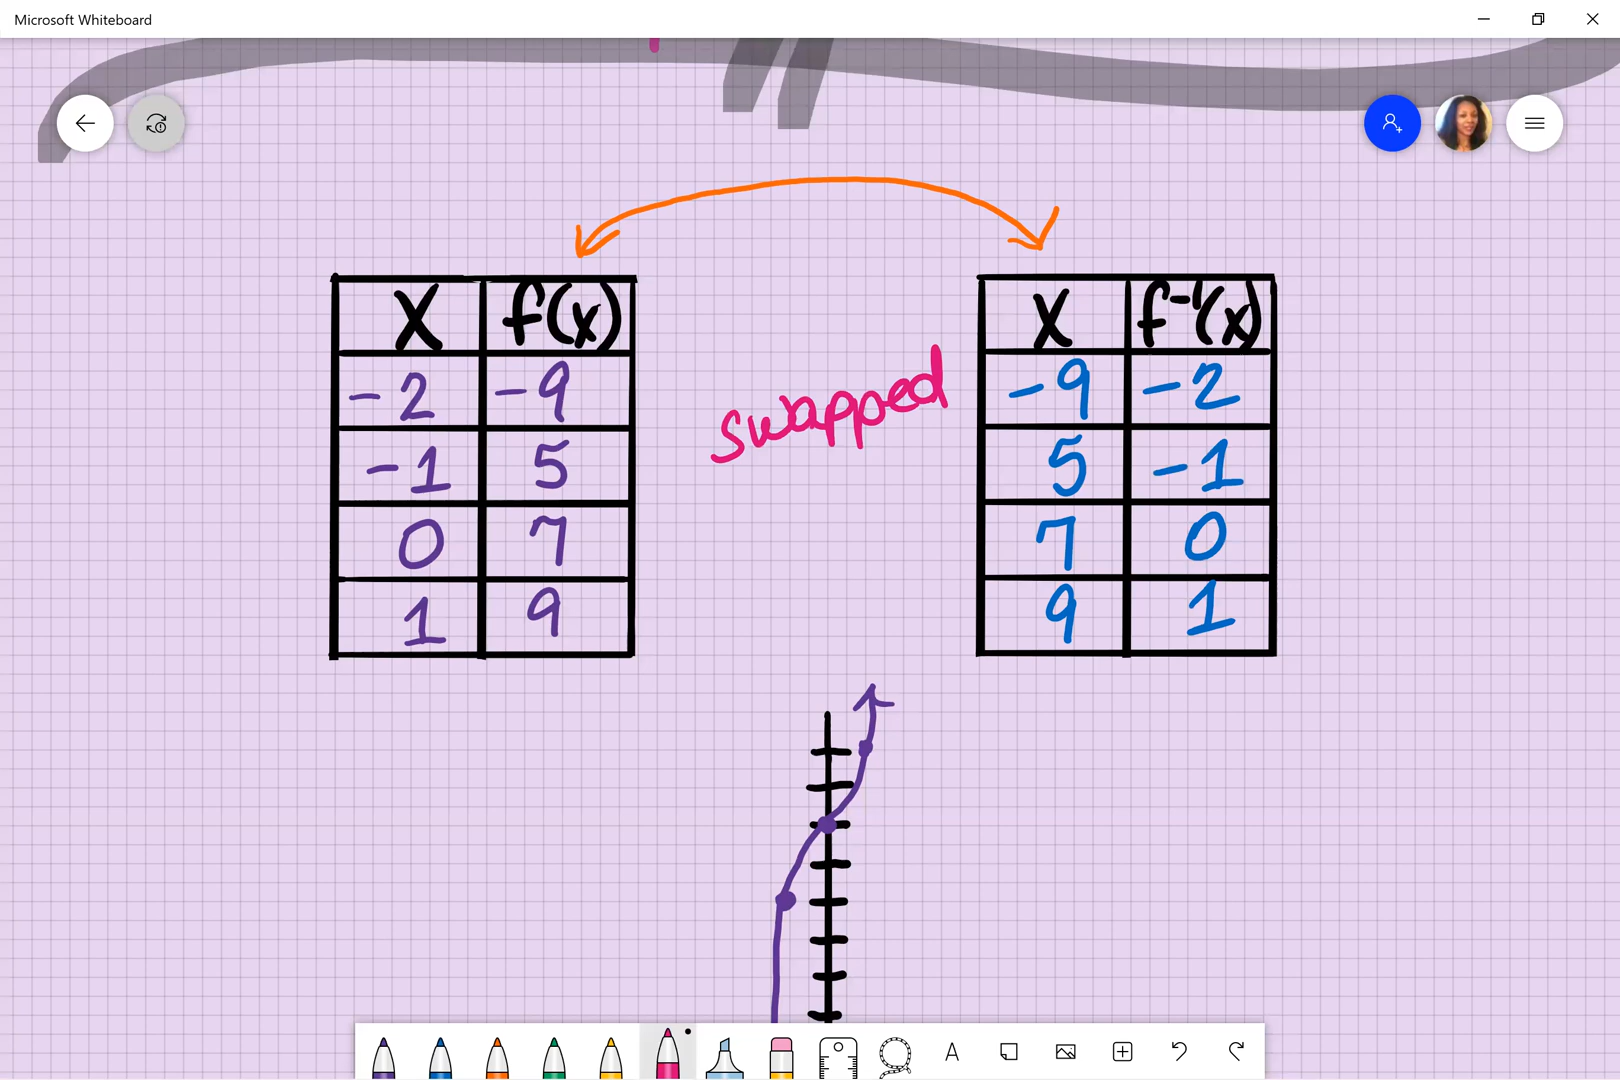 Microsoft Whiteboard
X f(x)
-2 -9
-1 5
0 7
1 9
swapped
X f⁻¹(x)
-9 -2
5 -1
7 0
9 1
A